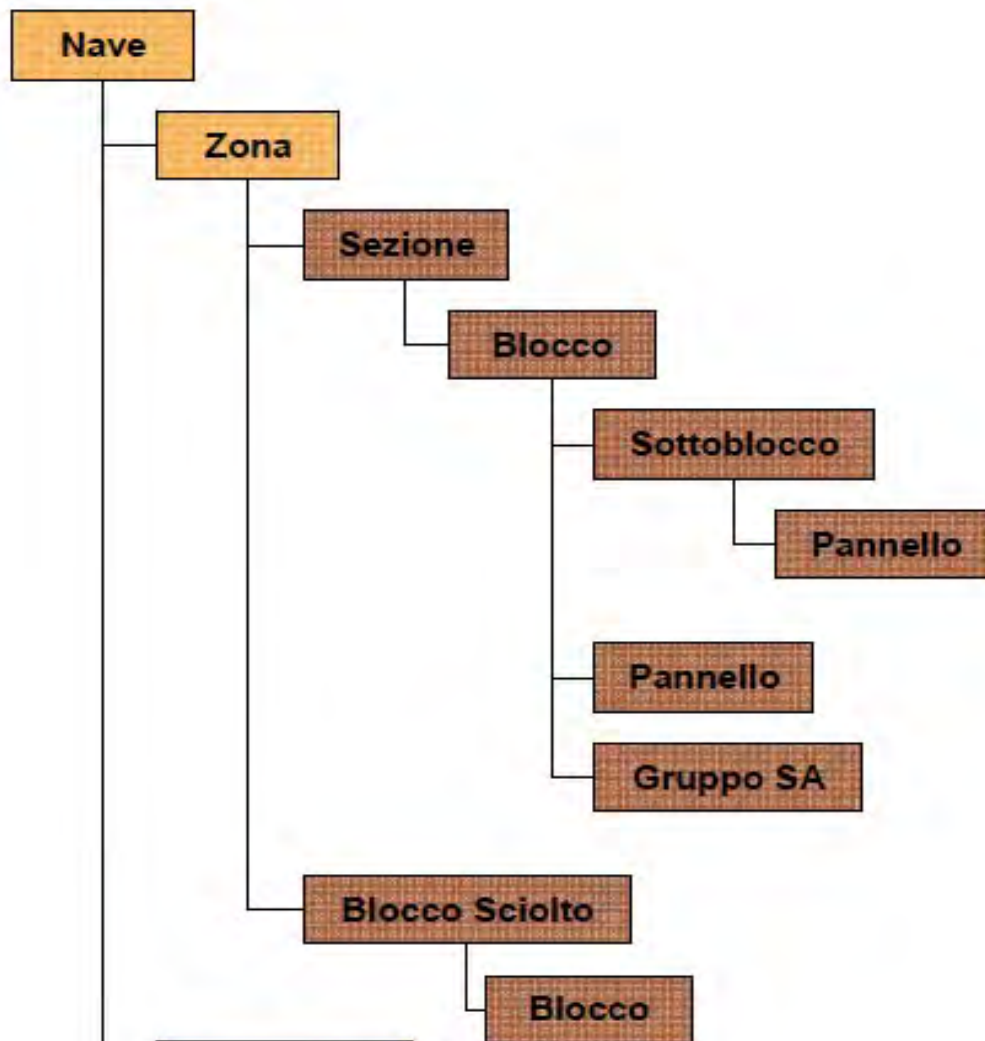 Nave
Zona
Sezione
Blocco
Sottoblocco
Pannello
Pannello
Gruppo SA
Blocco Sciolto
Blocco